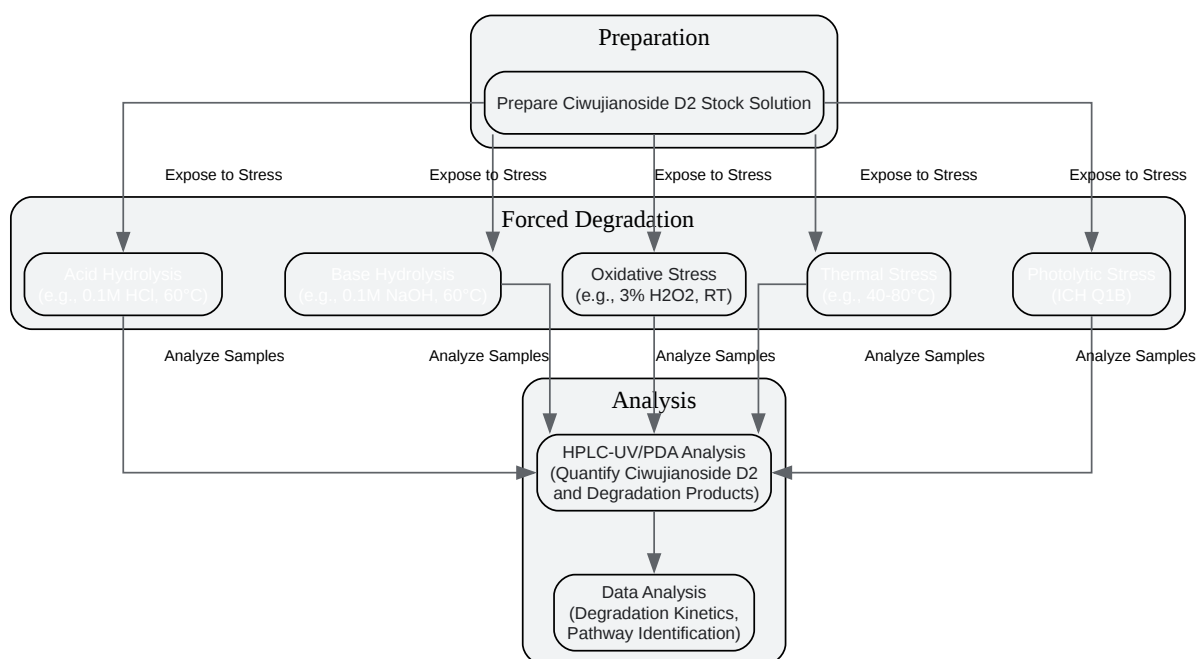 Preparation
Prepare Ciwujianoside D2 Stock Solution
Expose to Stress
Expose to Stress
Expose to Stress
Expose to Stress
Expose to Stress
Forced Degradation
Acid Hydrolysis
(e.g., 0.1M HCl, 60°C)
Base Hydrolysis
(e.g., 0.1M NaOH, 60°C)
Oxidative Stress
(e.g., 3% H2O2, RT)
Thermal Stress
(e.g., 40-80°C)
Photolytic Stress
(ICH Q1B)
Analyze Samples
Analyze Samples
Analyze Samples
Analyze Samples
Analyze Samples
Analysis
HPLC-UV/PDA Analysis
(Quantify Ciwujianoside D2
and Degradation Products)
Data Analysis
(Degradation Kinetics,
Pathway Identification)